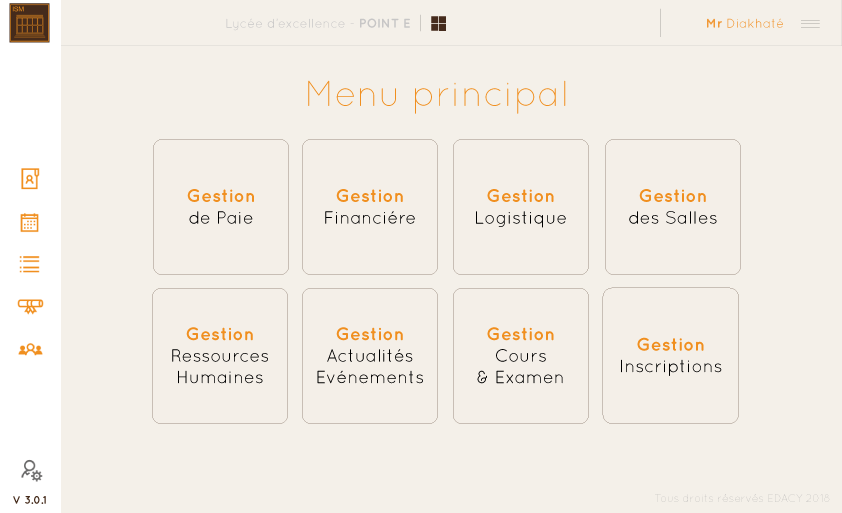 ISM
Lycée d'excellence - POINT E
Mr Diakhaté
Menu principal
Gestion
de Paie
Gestion
Financiére
Gestion
Logistique
Gestion
des Salles
Gestion
Ressources
Humaines
Gestion
Actualités
Evénements
Gestion
Cours
& Examen
Gestion
Inscriptions
V 3.0.1
Tous droits réservés EDACY 2018